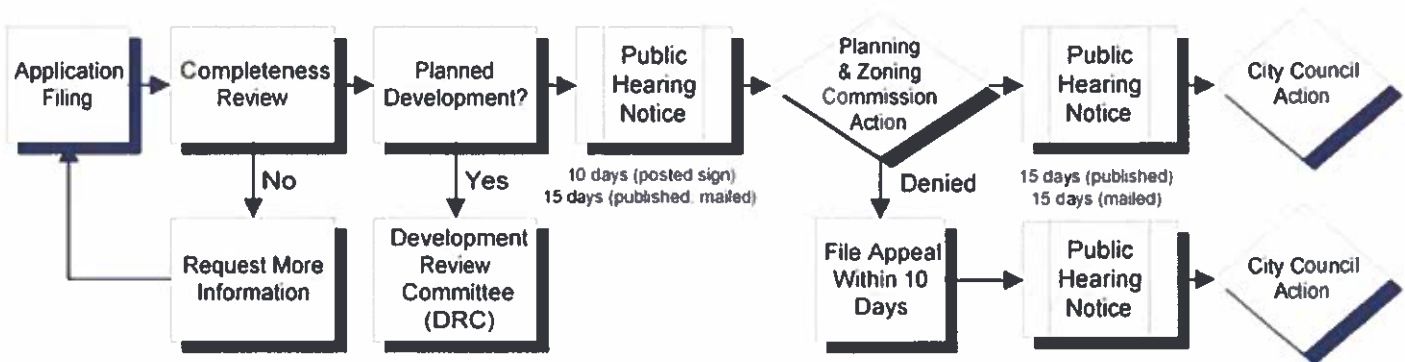 Application
Filing
Completeness
Review
Planned
Development?
Public
Hearing
Notice
Planning
& Zoning
Commission
Action
Public
Hearing
Notice
City Council
Action
No
Yes
10 days (posted sign)
15 days (published, mailed)
Denied
15 days (published)
15 days (mailed)
Request More
Information
Development
Review
Committee
(DRC)
File Appeal
Within 10
Days
Public
Hearing
Notice
City Council
Action